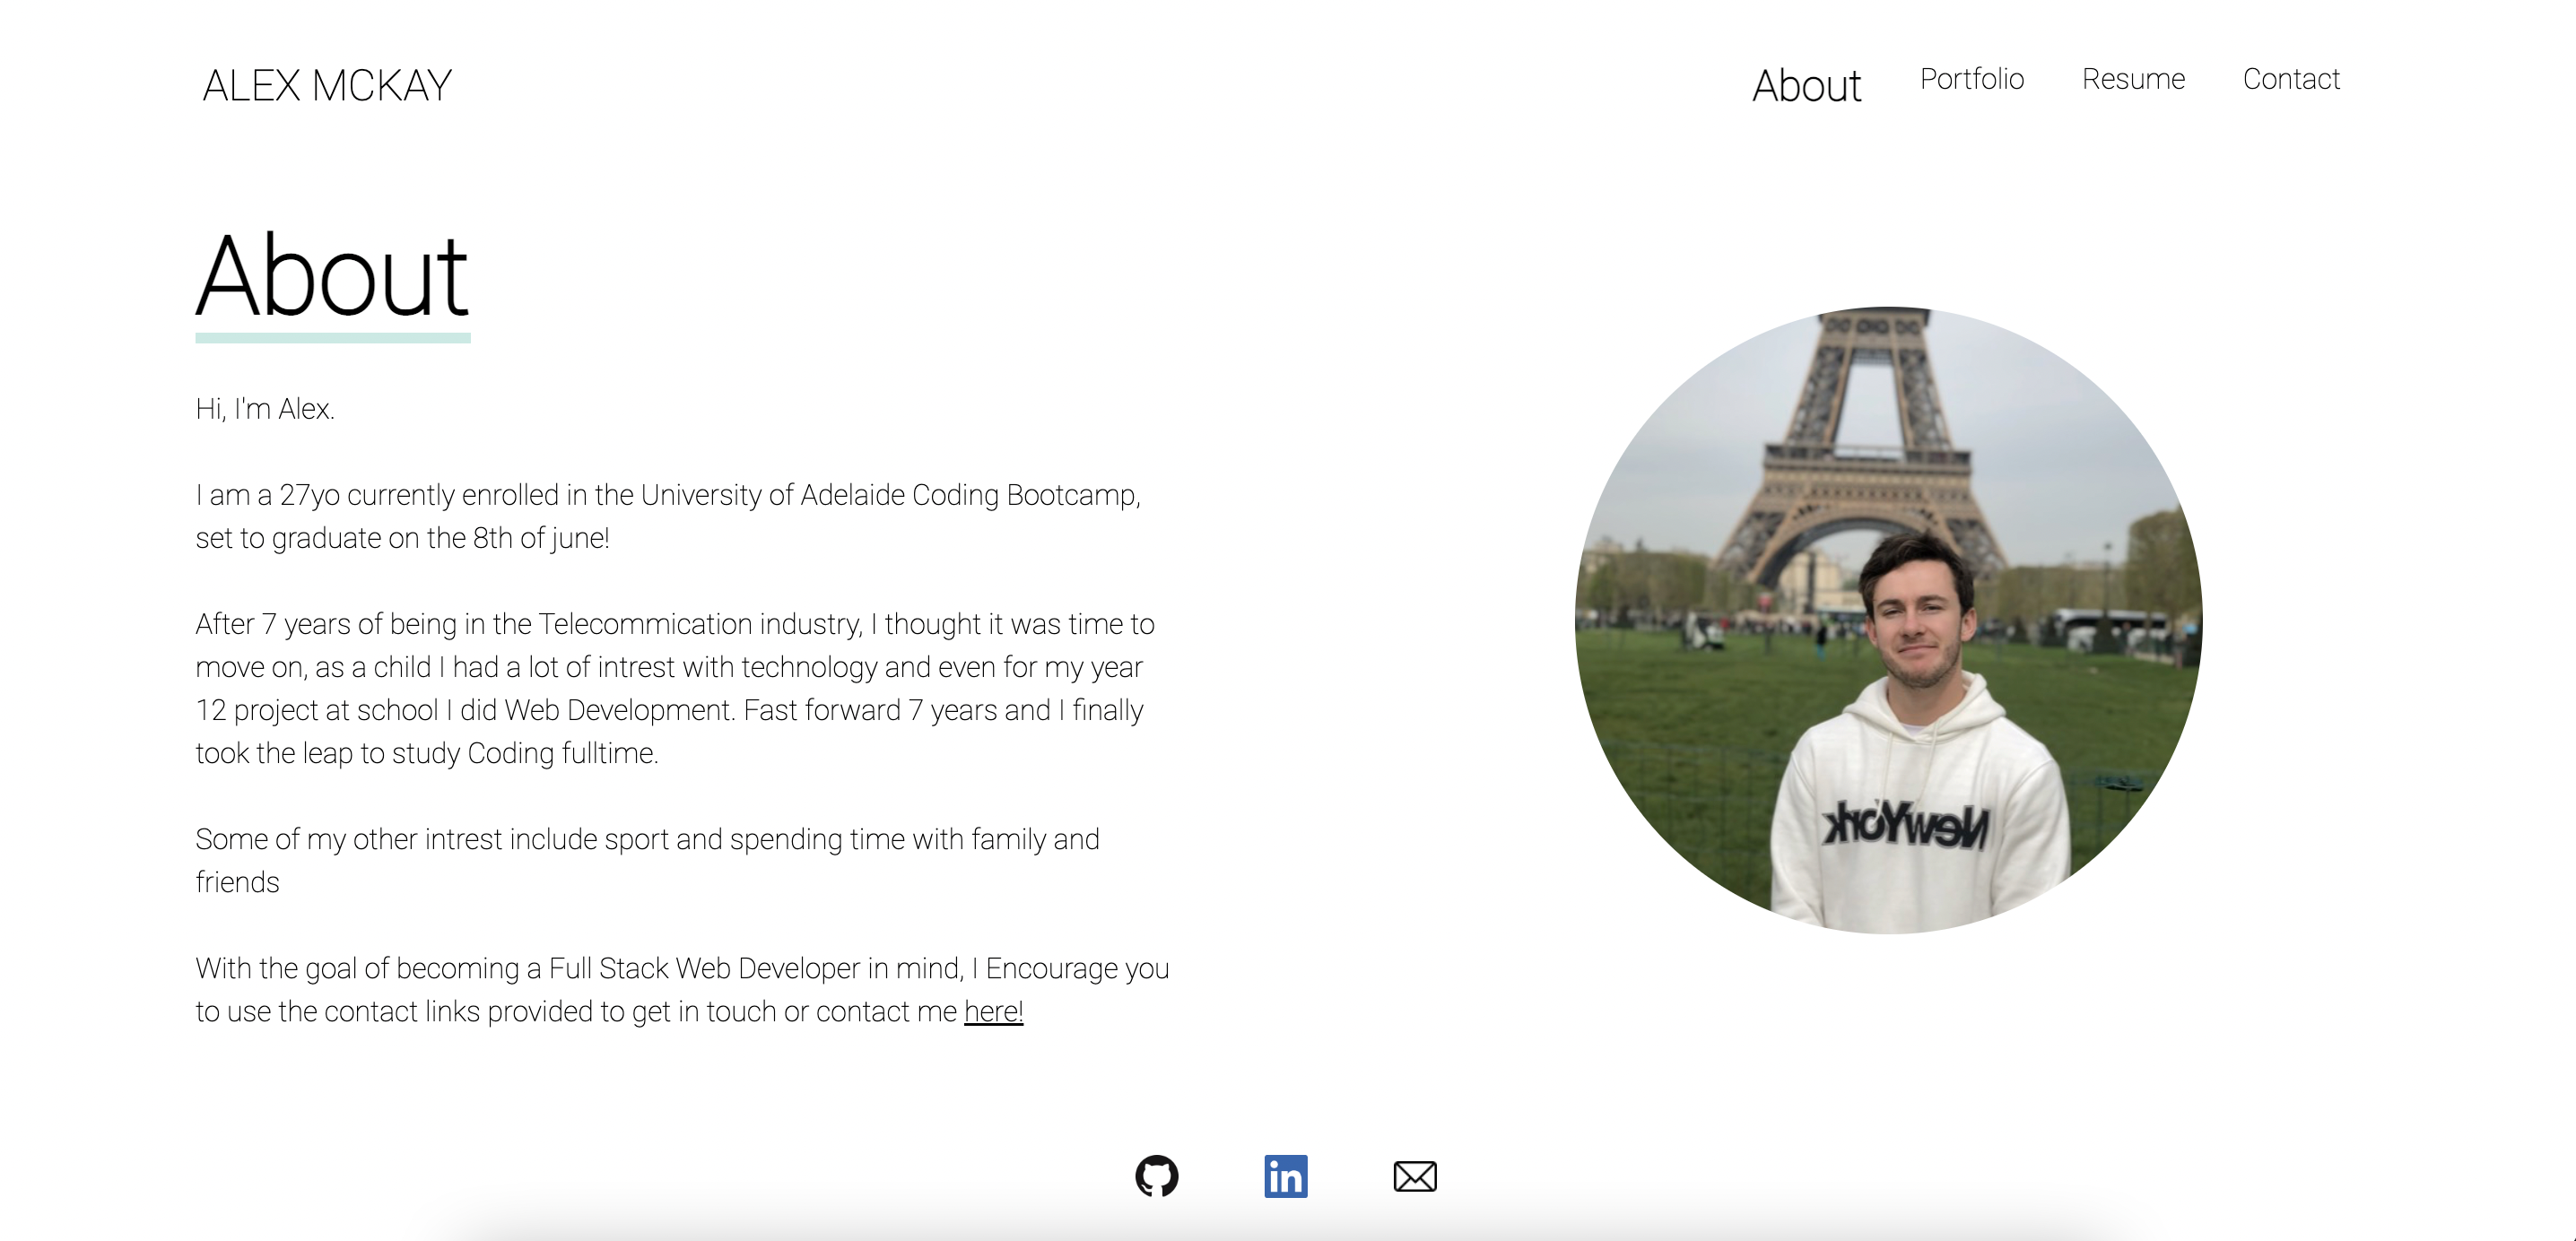 ALEX MCKAY
About Portfolio Resume Contact
About
Hi, I'm Alex.
I am a 27yo currently enrolled in the University of Adelaide Coding Bootcamp,
set to graduate on the 8th of june!
After 7 years of being in the Telecommication industry, I thought it was time to
move on, as a child I had a lot of intrest with technology and even for my year
12 project at school I did Web Development. Fast forward 7 years and I finally
took the leap to study Coding fulltime.
Some of my other intrest include sport and spending time with family and
friends
With the goal of becoming a Full Stack Web Developer in mind, I Encourage you
to use the contact links provided to get in touch or contact me here!
NewYork
in